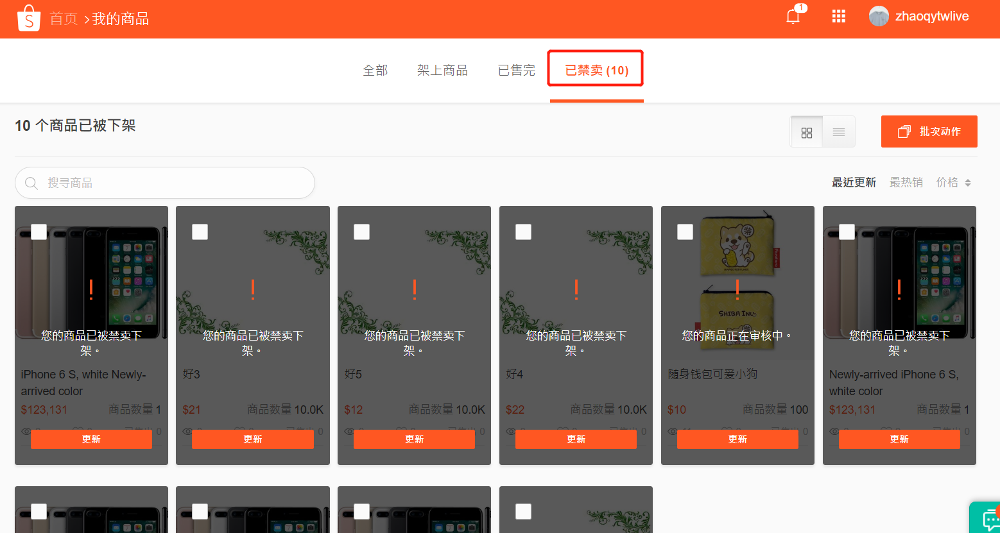 首页 >我的商品
1
zhaoqytwlive
全部
架上商品
已售完
已禁卖 (10)
10 个商品已被下架
批次动作
搜寻商品
最近更新
最热销
价格
您的商品已被禁卖下
架。
iPhone 6 S, white Newly-
arrived color
$123,131
商品数量 1
更新
您的商品已被禁卖下
架。
好3
$21
商品数量 10.0K
更新
您的商品已被禁卖下
架。
好5
$12
商品数量 10.0K
更新
您的商品已被禁卖下
架。
好4
$22
商品数量 10.0K
更新
SHIBA INU
您的商品正在审核中。
随身钱包可爱小狗
$10
商品数量 100
更新
您的商品已被禁卖下
架。
Newly-arrived iPhone 6 S,
white color
$123,131
商品数量 1
更新